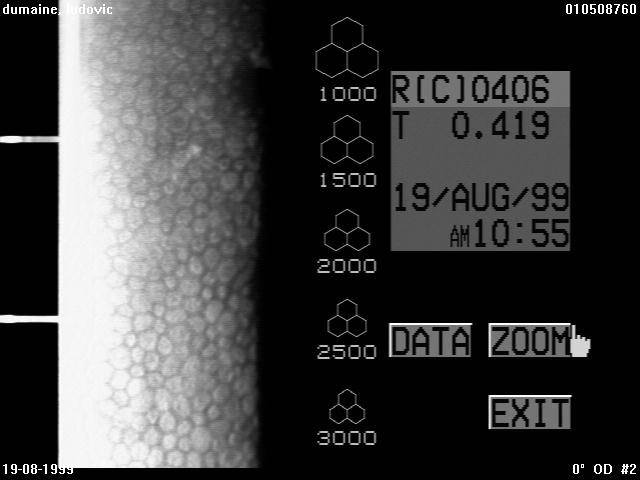 dumaine, ludovic
010508760
1000
1500
2000
2500
3000
R[C]0406
T 0.419
19/AUG/99
AM10:55
DATA
ZOOM
EXIT
19-08-1999
0° OD #2